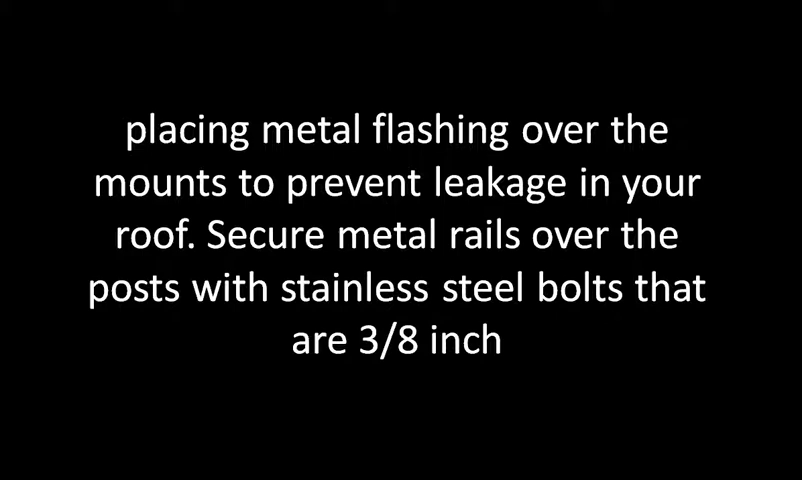 placing metal flashing over the
mounts to prevent leakage in your
roof. Secure metal rails over the
posts with stainless steel bolts that
are 3/8 inch